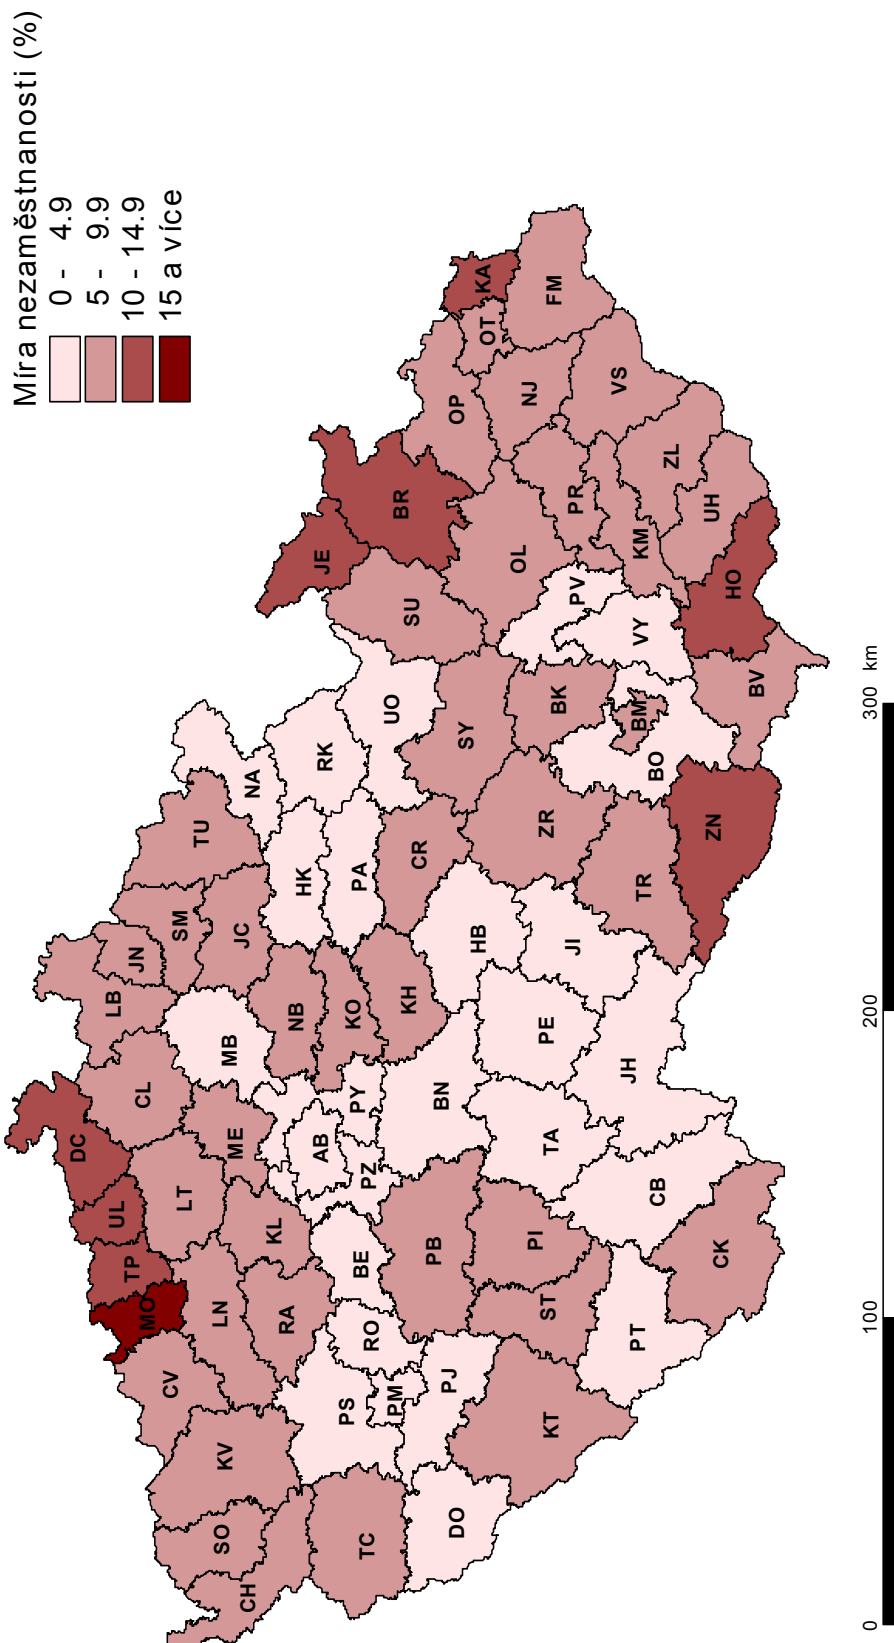 Míra nezaměstnanosti (%)
0 - 4.9
5 - 9.9
10 - 14.9
15 a více
DC
LB
JN
SM
TU
UL
CL
TP
MO
LT
MB
JC
NA
CV
LN
ME
KL
NB
HK
RK
JE
KV
RA
AB
KO
PA
UO
SU
BR
SO
CH
PS
RO
BE
PZ
PY
KH
CR
OP
OT
KA
TC
PM
PJ
PB
BN
HB
SY
OL
NJ
FM
DO
KT
ST
PI
TA
PE
JI
ZR
BK
PV
PR
VS
PT
CB
JH
TR
BO
BM
VY
KM
ZL
CK
ZN
BV
HO
UH
0
100
200
300
km